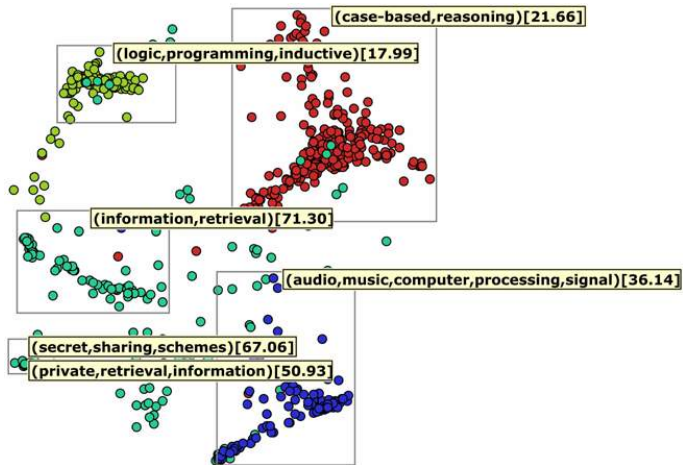 (case-based,reasoning)[21.66]
(logic,programming,inductive)[17.99]
(information,retrieval)[71.30]
(audio,music,computer,processing,signal)[36.14]
(secret,sharing,schemes)[67.06]
(private,retrieval,information)[50.93]